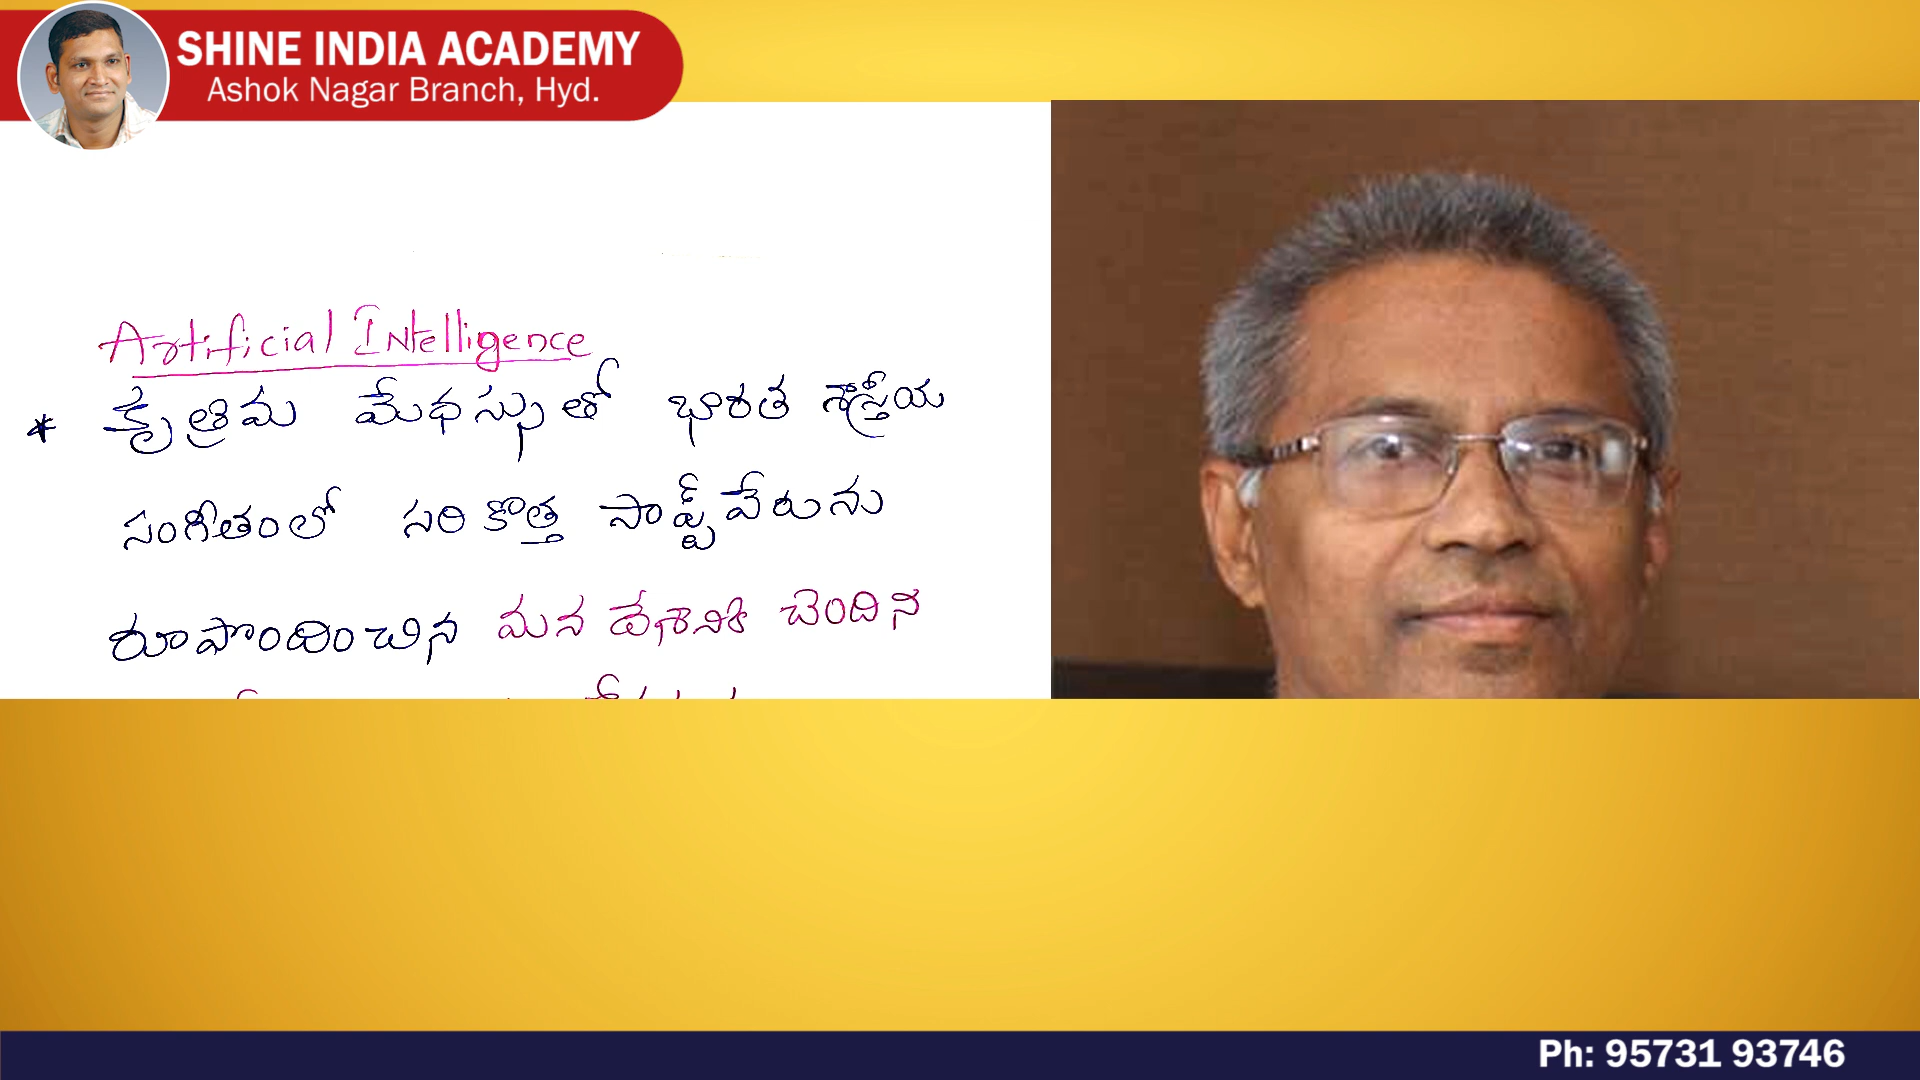 SHINE INDIA ACADEMY
Ashok Nagar Branch, Hyd.
Artificial Intelligence
* కృత్రిమ మేధస్సుతో భారత శాస్త్రీయ
సంగీతంలో సరికొత్త సాఫ్ట్‌వేరును
రూపొందించిన మన దేశానికి చెందిన
Ph: 95731 93746